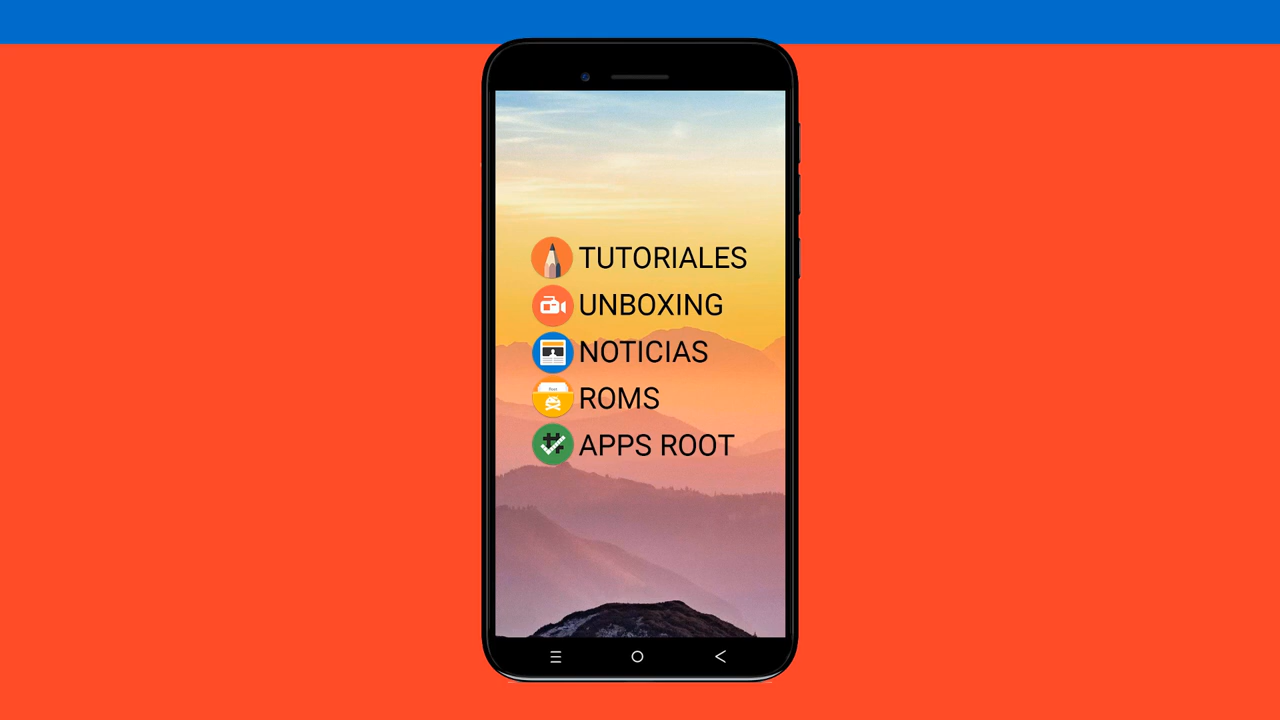 TUTORIALES
UNBOXING
NOTICIAS
ROMS
APPS ROOT